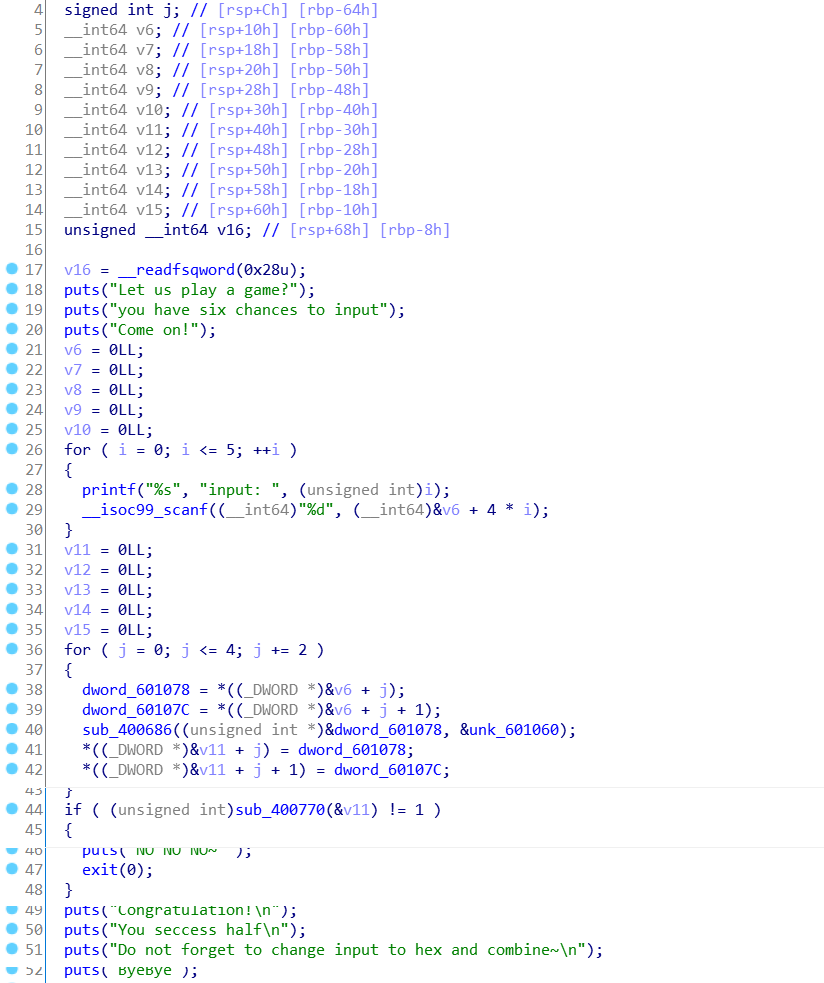 4 signed int j; // [rsp+Ch] [rbp-64h]
5 __int64 v6; // [rsp+10h] [rbp-60h]
6 __int64 v7; // [rsp+18h] [rbp-58h]
7 __int64 v8; // [rsp+20h] [rbp-50h]
8 __int64 v9; // [rsp+28h] [rbp-48h]
9 __int64 v10; // [rsp+30h] [rbp-40h]
10 __int64 v11; // [rsp+40h] [rbp-30h]
11 __int64 v12; // [rsp+48h] [rbp-28h]
12 __int64 v13; // [rsp+50h] [rbp-20h]
13 __int64 v14; // [rsp+58h] [rbp-18h]
14 __int64 v15; // [rsp+60h] [rbp-10h]
15 unsigned __int64 v16; // [rsp+68h] [rbp-8h]
16
17 v16 = __readfsqword(0x28u);
18 puts("Let us play a game?");
19 puts("you have six chances to input");
20 puts("Come on!");
21 v6 = 0LL;
22 v7 = 0LL;
23 v8 = 0LL;
24 v9 = 0LL;
25 v10 = 0LL;
26 for ( i = 0; i <= 5; ++i )
27 {
28 printf("%s", "input: ", (unsigned int)i);
29 __isoc99_scanf((__int64)"%d", (__int64)&v6 + 4 * i);
30 }
31 v11 = 0LL;
32 v12 = 0LL;
33 v13 = 0LL;
34 v14 = 0LL;
35 v15 = 0LL;
36 for ( j = 0; j <= 4; j += 2 )
37 {
38 dword_601078 = *((_DWORD *)&v6 + j);
39 dword_60107C = *((_DWORD *)&v6 + j + 1);
40 sub_400686((unsigned int *)&dword_601078, &unk_601060);
41 *((_DWORD *)&v11 + j) = dword_601078;
42 *((_DWORD *)&v11 + j + 1) = dword_60107C;
43 }
44 if ( (unsigned int)sub_400770(&v11) != 1 )
45 {
46 puts("NO NO NO~ ");
47 exit(0);
48 }
49 puts("Congratulation!\n");
50 puts("You seccess half\n");
51 puts("Do not forget to change input to hex and combine~\n");
52 puts("ByeBye");